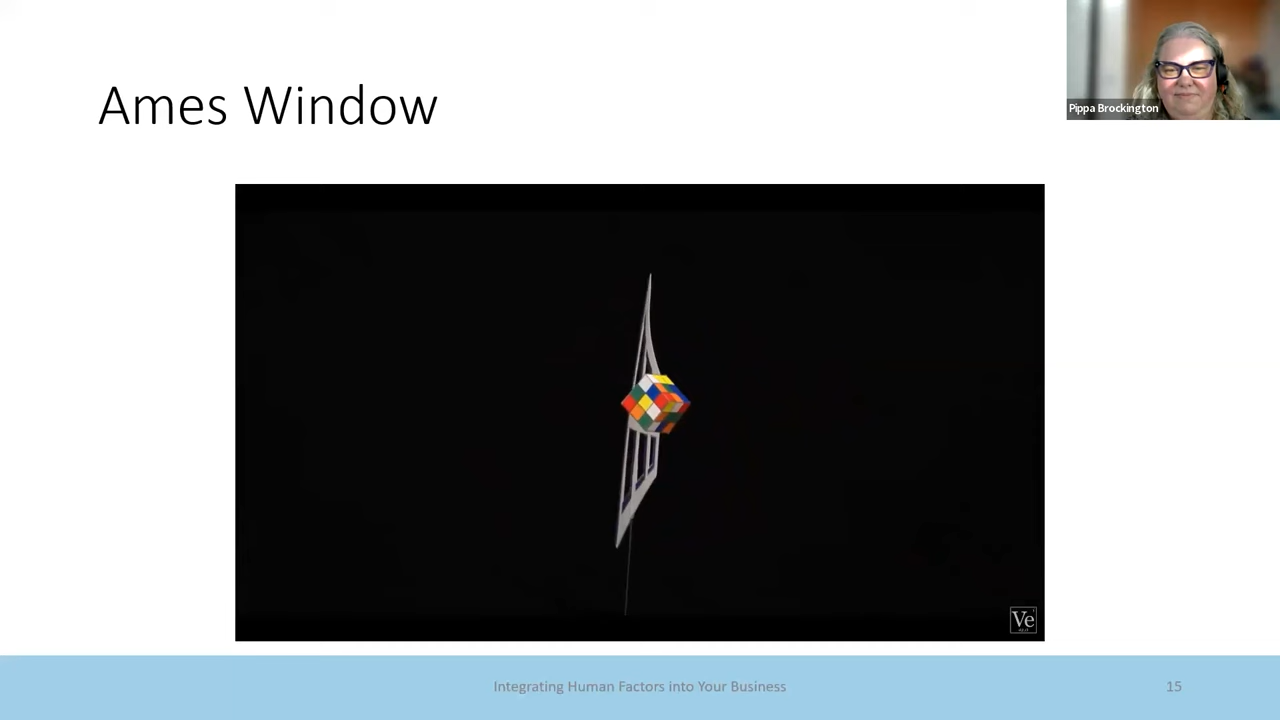 Ames Window
Pippa Brockington
Ve
Integrating Human Factors into Your Business
15